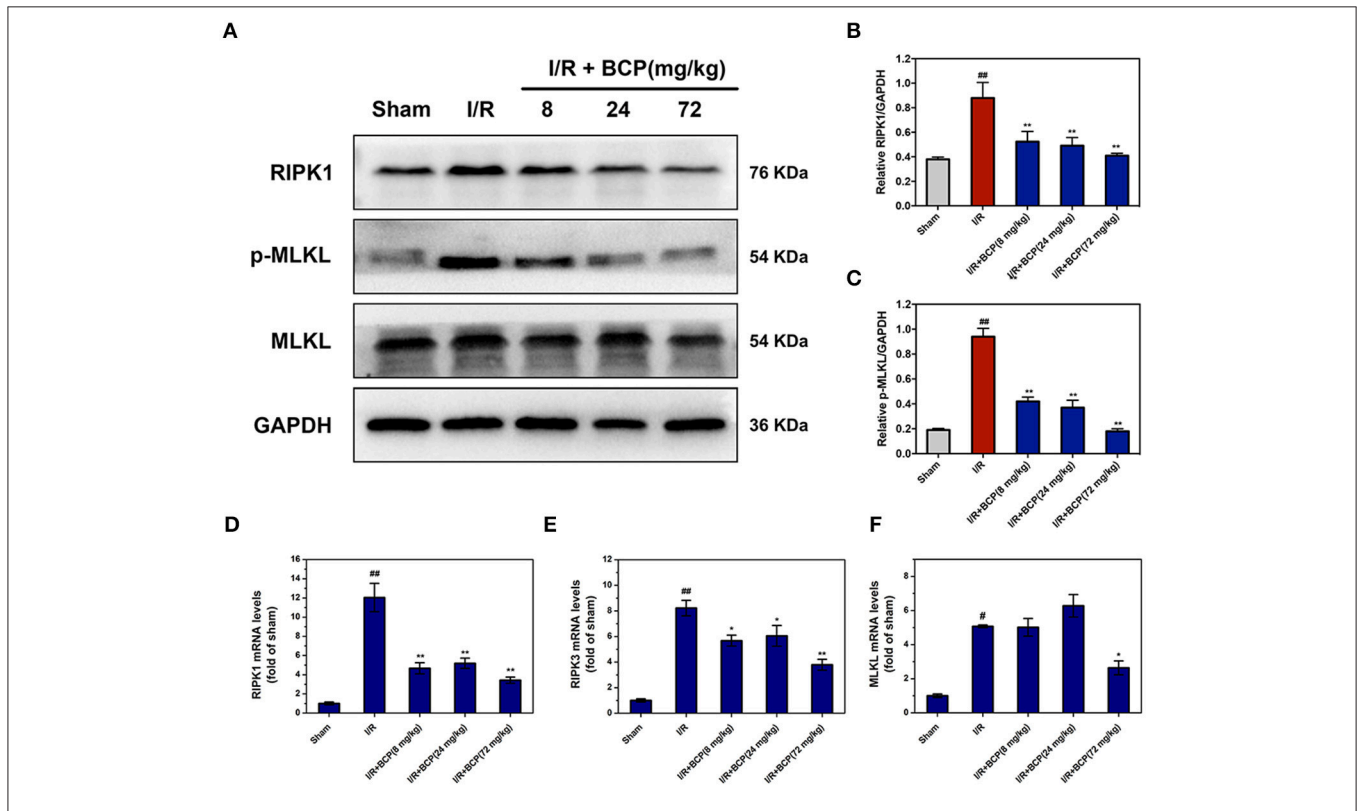 A
I/R + BCP(mg/kg)
Sham I/R 8 24 72
RIPK1 76 KDa
p-MLKL 54 KDa
MLKL 54 KDa
GAPDH 36 KDa
B
Relative RIPK1/GAPDH
1.2
1.0
0.8
0.6
0.4
0.2
0.0
##
**
**
**
Sham
I/R
I/R+BCP(8 mg/kg)
I/R+BCP(24 mg/kg)
I/R+BCP(72 mg/kg)
C
Relative p-MLKL/GAPDH
1.2
1.0
0.8
0.6
0.4
0.2
0.0
##
**
**
**
Sham
I/R
I/R+BCP(8 mg/kg)
I/R+BCP(24 mg/kg)
I/R+BCP(72 mg/kg)
D
RIPK1 mRNA levels
(fold of sham)
16
14
12
10
8
6
4
2
0
##
**
**
**
Sham
I/R
I/R+BCP(8 mg/kg)
I/R+BCP(24 mg/kg)
I/R+BCP(72 mg/kg)
E
RIPK3 mRNA levels
(fold of sham)
12
10
8
6
4
2
0
##
*
*
**
Sham
I/R
I/R+BCP(8 mg/kg)
I/R+BCP(24 mg/kg)
I/R+BCP(72 mg/kg)
F
MLKL mRNA levels
(fold of sham)
8
6
4
2
0
#
*
Sham
I/R
I/R+BCP(8 mg/kg)
I/R+BCP(24 mg/kg)
I/R+BCP(72 mg/kg)